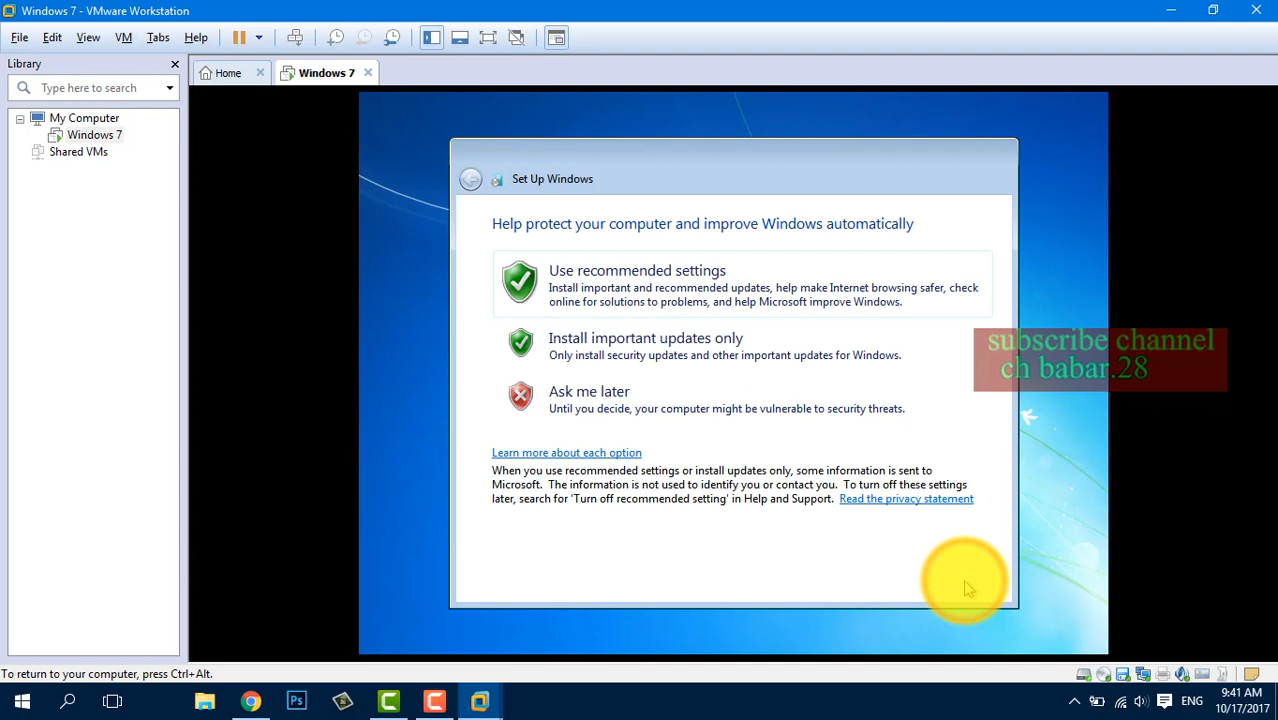 Windows 7 - VMware Workstation
File Edit View VM Tabs Help
Library
Type here to search
My Computer
Windows 7
Shared VMs
Home
Windows 7
Set Up Windows
Help protect your computer and improve Windows automatically
Use recommended settings
Install important and recommended updates, help make Internet browsing safer, check
online for solutions to problems, and help Microsoft improve Windows.
Install important updates only
Only install security updates and other important updates for Windows.
Ask me later
Until you decide, your computer might be vulnerable to security threats.
subscribe channel
ch babar.28
Learn more about each option
When you use recommended settings or install updates only, some information is sent to
Microsoft. The information is not used to identify you or contact you. To turn off these settings
later, search for 'Turn off recommended setting' in Help and Support. Read the privacy statement
To return to your computer, press Ctrl+Alt.
Ps
ENG
9:41 AM
10/17/2017